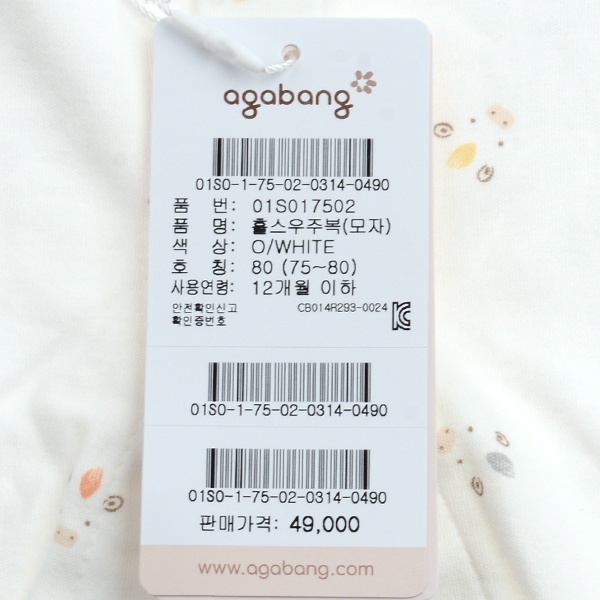 agabang
01S0-1-75-02-0314-0490
품 번: 01S017502
품 명: 홀스우주복(모자)
색 상: O/WHITE
호 칭: 80 (75~80)
사용연령: 12개월 이하
안전확인신고
확인증번호
CB014R293-0024
01S0-1-75-02-0314-0490
01S0-1-75-02-0314-0490
판매가격: 49,000
www.agabang.com